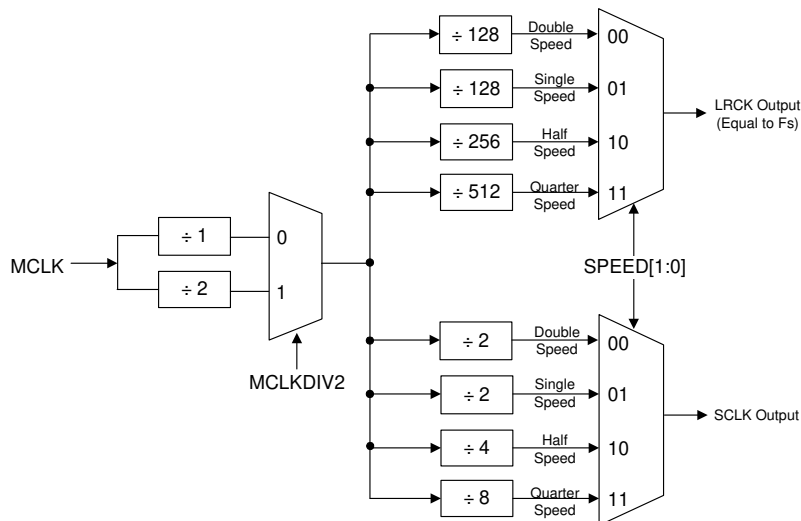 ÷ 128
Double
Speed
00
÷ 128
Single
Speed
01
LRCK Output
(Equal to Fs)
÷ 256
Half
Speed
10
÷ 512
Quarter
Speed
11
÷ 1
0
MCLK
SPEED[1:0]
÷ 2
1
MCLKDIV2
÷ 2
Double
Speed
00
÷ 2
Single
Speed
01
SCLK Output
÷ 4
Half
Speed
10
÷ 8
Quarter
Speed
11